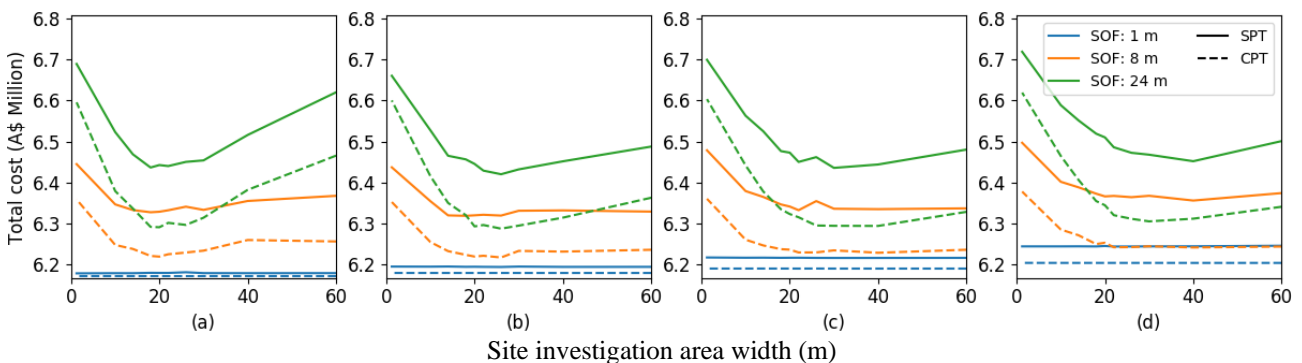 6.8 6.8 6.8 6.8
6.7 6.7 6.7 6.7
6.6 6.6 6.6 6.6
6.5 6.5 6.5 6.5
6.4 6.4 6.4 6.4
6.3 6.3 6.3 6.3
6.2 6.2 6.2 6.2
Total cost (A$ Million)
SOF: 1 m SPT
SOF: 8 m CPT
SOF: 24 m
0 20 40 60 0 20 40 60 0 20 40 60 0 20 40 60
(a) (b) (c) (d)
Site investigation area width (m)